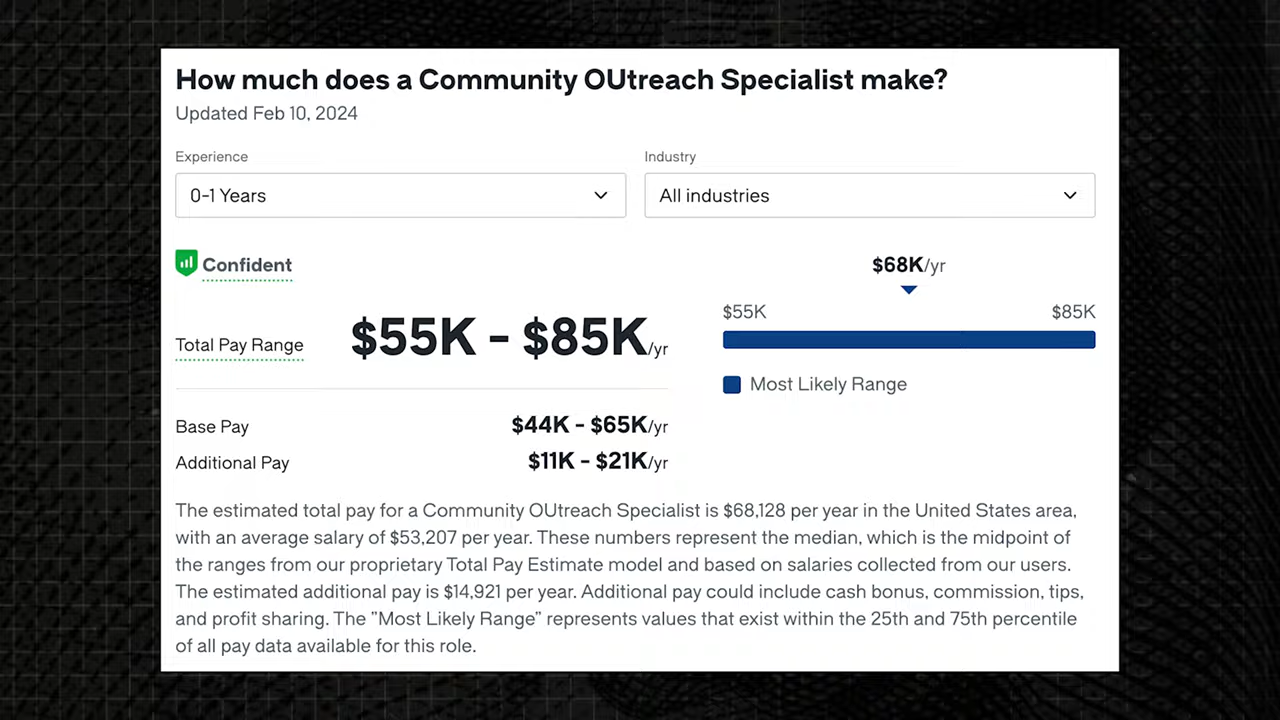 How much does a Community OUtreach Specialist make?
Updated Feb 10, 2024
Experience
Industry
0-1 Years
All industries
Confident
$68K/yr
$55K
$85K
Total Pay Range
$55K - $85K/yr
Most Likely Range
Base Pay
$44K - $65K/yr
Additional Pay
$11K - $21K/yr
The estimated total pay for a Community OUtreach Specialist is $68,128 per year in the United States area,
with an average salary of $53,207 per year. These numbers represent the median, which is the midpoint of
the ranges from our proprietary Total Pay Estimate model and based on salaries collected from our users.
The estimated additional pay is $14,921 per year. Additional pay could include cash bonus, commission, tips,
and profit sharing. The ”Most Likely Range” represents values that exist within the 25th and 75th percentile
of all pay data available for this role.